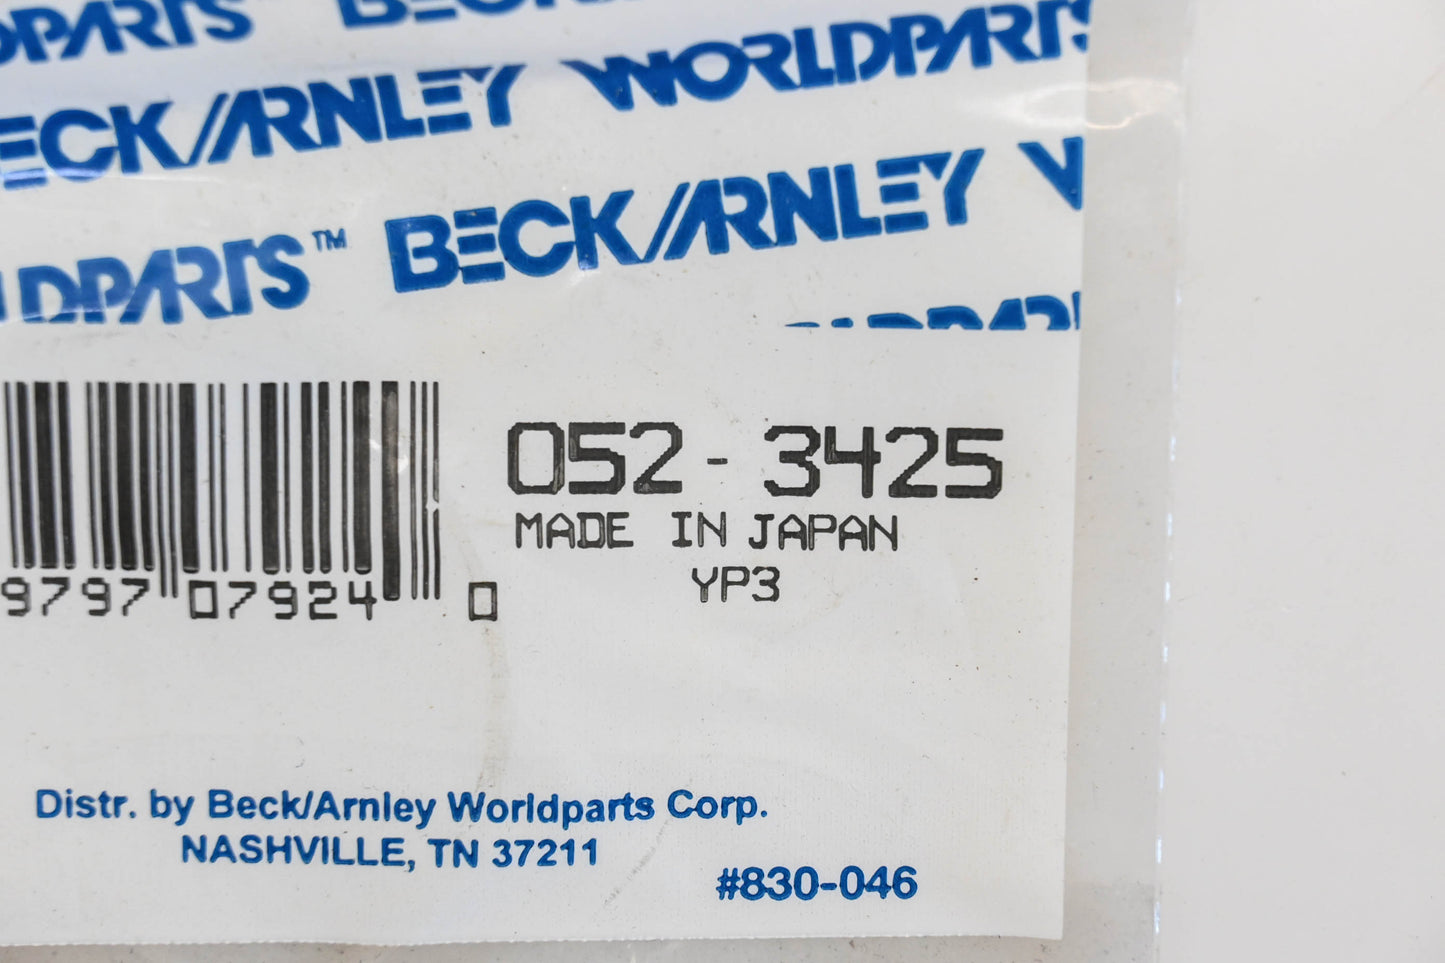 WORLDPARTS BECK/ARNLEY
BECK/ARNLEY WORLDPARTS
WORLDPARTS™ BECK/ARNLEY W
052-3425
MADE IN JAPAN
YP3
9797 07924 0
Distr. by Beck/Arnley Worldparts Corp.
NASHVILLE, TN 37211
#830-046